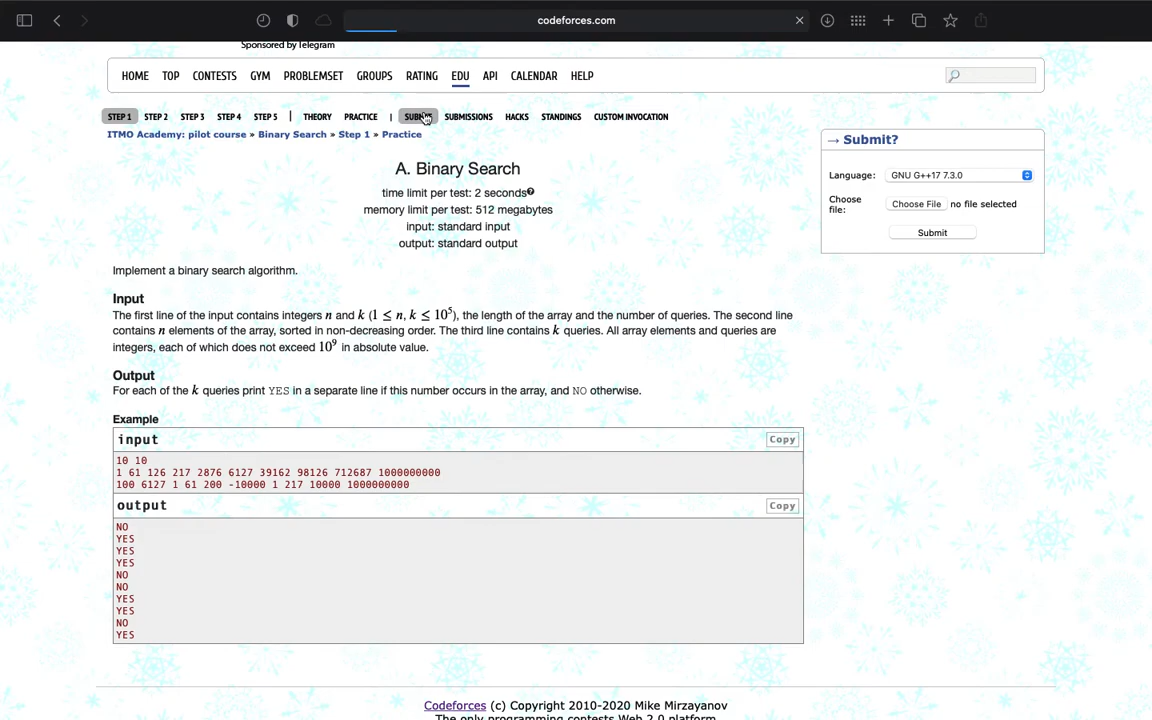 codeforces.com
Sponsored by Telegram
HOME TOP CONTESTS GYM PROBLEMSET GROUPS RATING EDU API CALENDAR HELP
STEP 1 STEP 2 STEP 3 STEP 4 STEP 5 | THEORY PRACTICE | SUBMIT SUBMISSIONS HACKS STANDINGS CUSTOM INVOCATION
ITMO Academy: pilot course » Binary Search » Step 1 » Practice
A. Binary Search
time limit per test: 2 seconds
memory limit per test: 512 megabytes
input: standard input
output: standard output
Implement a binary search algorithm.
Input
The first line of the input contains integers n and k (1 ≤ n, k ≤ 10⁵), the length of the array and the number of queries. The second line
contains n elements of the array, sorted in non-decreasing order. The third line contains k queries. All array elements and queries are
integers, each of which does not exceed 10⁹ in absolute value.
Output
For each of the k queries print YES in a separate line if this number occurs in the array, and NO otherwise.
Example
input Copy
10 10
1 61 126 217 2876 6127 39162 98126 712687 1000000000
100 6127 1 61 200 -10000 1 217 10000 1000000000
output Copy
NO
YES
YES
YES
NO
NO
YES
YES
NO
YES
→ Submit?
Language: GNU G++17 7.3.0
Choose
file: Choose File no file selected
Submit
Codeforces (c) Copyright 2010-2020 Mike Mirzayanov
The only programming contests Web 2.0 platform